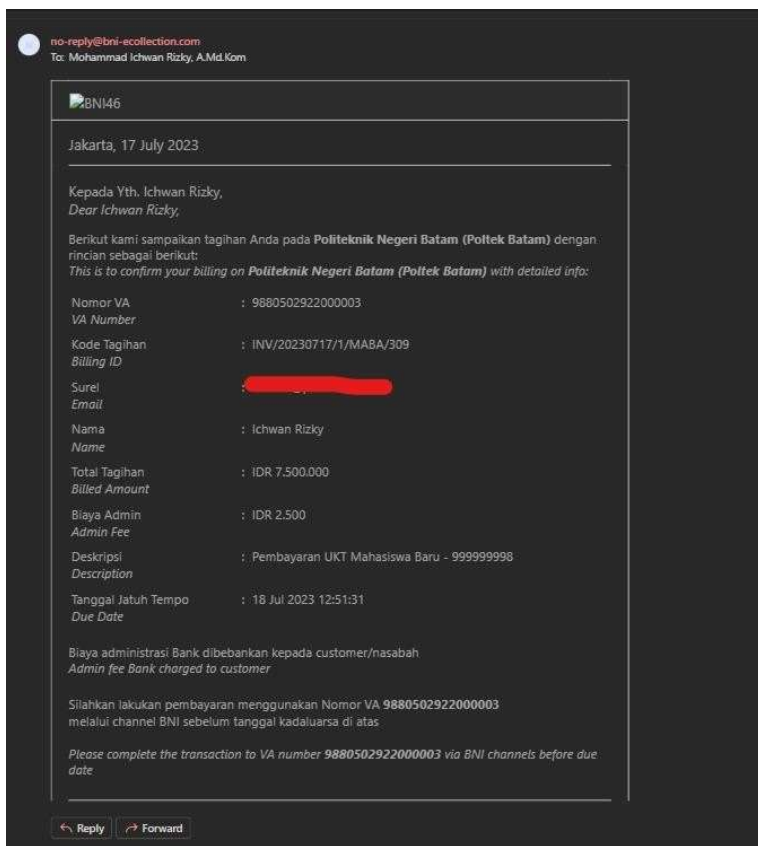 no-reply@bni-ecollection.com
To: Mohammad Ichwan Rizky, A.Md.Kom
BNI46
Jakarta, 17 July 2023
Kepada Yth. Ichwan Rizky,
Dear Ichwan Rizky,
Berikut kami sampaikan tagihan Anda pada Politeknik Negeri Batam (Poltek Batam) dengan
rincian sebagai berikut:
This is to confirm your billing on Politeknik Negeri Batam (Poltek Batam) with detailed info:
Nomor VA : 9880502922000003
VA Number
Kode Tagihan : INV/20230717/1/MABA/309
Billing ID
Surel :
Email
Nama : Ichwan Rizky
Name
Total Tagihan : IDR 7.500.000
Billed Amount
Biaya Admin : IDR 2.500
Admin Fee
Deskripsi : Pembayaran UKT Mahasiswa Baru - 999999998
Description
Tanggal Jatuh Tempo : 18 Jul 2023 12:51:31
Due Date
Biaya administrasi Bank dibebankan kepada customer/nasabah
Admin fee Bank charged to customer
Silahkan lakukan pembayaran menggunakan Nomor VA 9880502922000003
melalui channel BNI sebelum tanggal kadaluarsa di atas
Please complete the transaction to VA number 9880502922000003 via BNI channels before due
date
Reply Forward